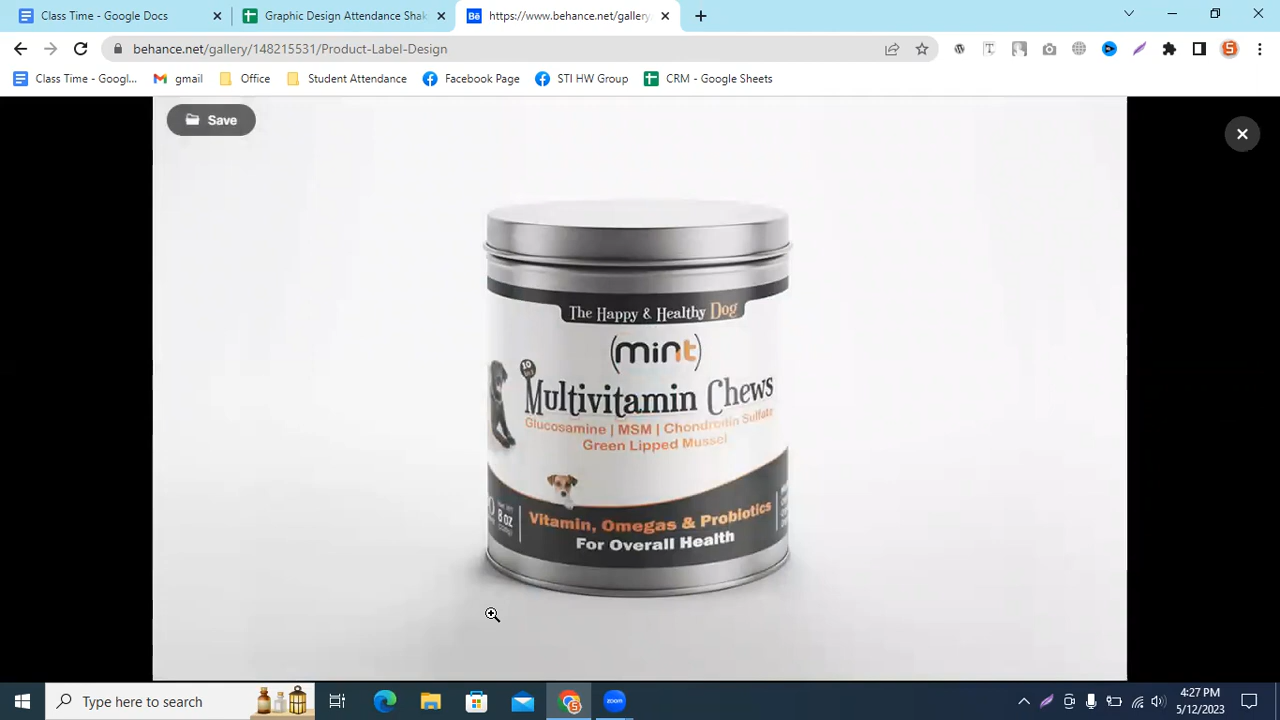 Class Time - Google Docs
Graphic Design Attendance Shak
https://www.behance.net/gallery
behance.net/gallery/148215531/Product-Label-Design
Class Time - Googl...
gmail
Office
Student Attendance
Facebook Page
STI HW Group
CRM - Google Sheets
Save
The Happy & Healthy Dog
(mint)
10
Multivitamin Chews
Glucosamine | MSM | Chondroitin Sulfate
Green Lipped Mussel
8 oz
Vitamin, Omegas & Probiotics
For Overall Health
Type here to search
zoom
4:27 PM
5/12/2023